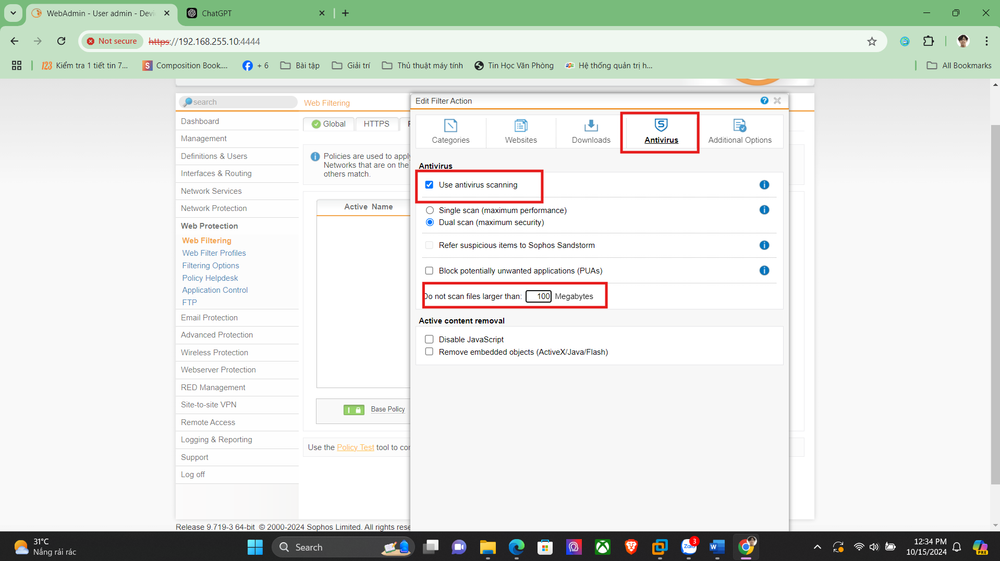 WebAdmin - User admin - Devi
ChatGPT
Not secure
https://192.168.255.10:4444
123 Kiểm tra 1 tiết tin 7...
S Composition Book....
+ 6
Bài tập
Giải trí
Thủ thuật máy tính
Tin Học Văn Phòng
Hệ thống quản trị h...
All Bookmarks
search
Dashboard
Management
Definitions & Users
Interfaces & Routing
Network Services
Network Protection
Web Protection
Web Filtering
Web Filter Profiles
Filtering Options
Policy Helpdesk
Application Control
FTP
Email Protection
Advanced Protection
Wireless Protection
Webserver Protection
RED Management
Site-to-site VPN
Remote Access
Logging & Reporting
Support
Log off
Web Filtering
Global
HTTPS
Policies are used to apply
Networks that are on the
others match.
Active Name
Base Policy
Use the Policy Test tool to cor
Edit Filter Action
Categories
Websites
Downloads
Antivirus
Additional Options
Antivirus
Use antivirus scanning
Single scan (maximum performance)
Dual scan (maximum security)
Refer suspicious items to Sophos Sandstorm
Block potentially unwanted applications (PUAs)
Do not scan files larger than: 100 Megabytes
Active content removal
Disable JavaScript
Remove embedded objects (ActiveX/Java/Flash)
Release 9.719-3 64-bit © 2000-2024 Sophos Limited. All rights rese
31°C
Nắng rải rác
Search
Zalo
3
PRE
12:34 PM
10/15/2024